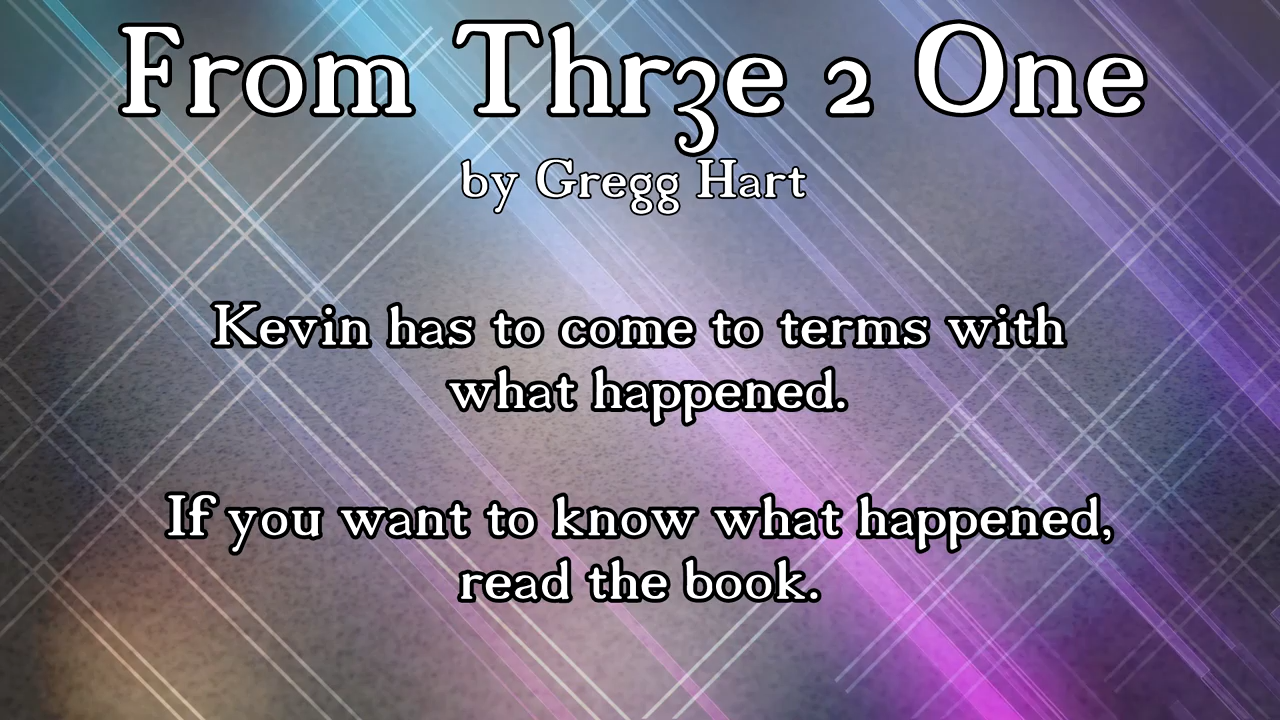 From Thr3e 2 One
by Gregg Hart
Kevin has to come to terms with
what happened.
If you want to know what happened,
read the book.